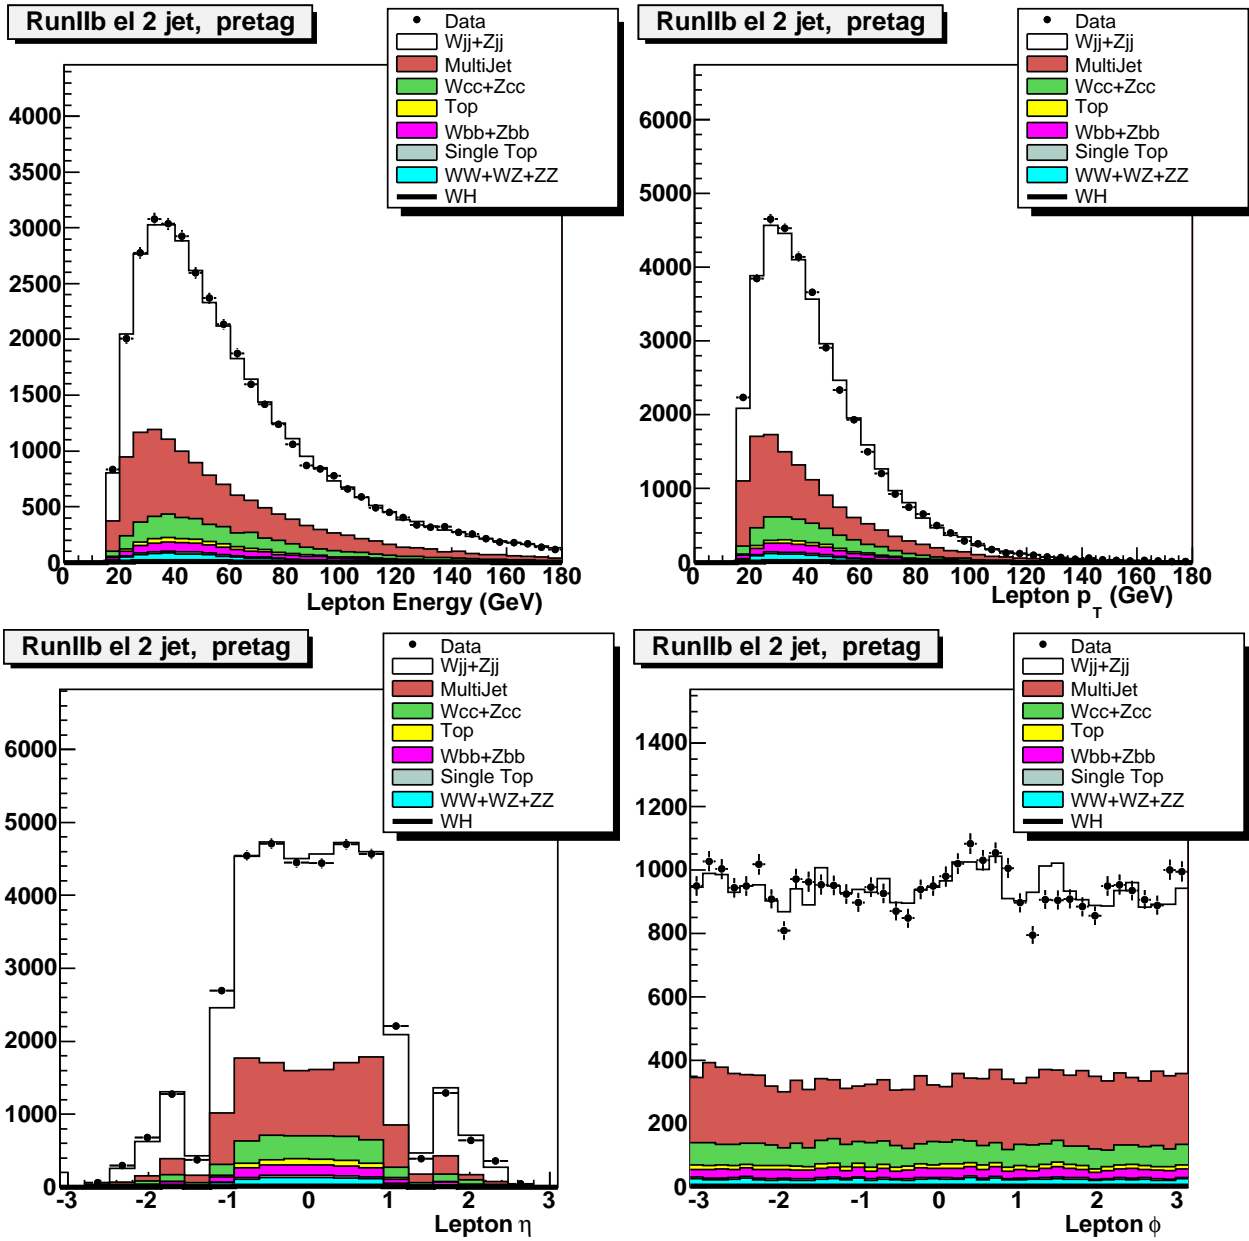 RunIIb el 2 jet, pretag
Data
Wjj+Zjj
MultiJet
Wcc+Zcc
Top
Wbb+Zbb
Single Top
WW+WZ+ZZ
WH
4000
3500
3000
2500
2000
1500
1000
500
0
0 20 40 60 80 100 120 140 160 180
Lepton Energy (GeV)
RunIIb el 2 jet, pretag
Data
Wjj+Zjj
MultiJet
Wcc+Zcc
Top
Wbb+Zbb
Single Top
WW+WZ+ZZ
WH
6000
5000
4000
3000
2000
1000
0
0 20 40 60 80 100 120 140 160 180
Lepton p_T (GeV)
RunIIb el 2 jet, pretag
Data
Wjj+Zjj
MultiJet
Wcc+Zcc
Top
Wbb+Zbb
Single Top
WW+WZ+ZZ
WH
6000
5000
4000
3000
2000
1000
0
-3 -2 -1 0 1 2 3
Lepton η
RunIIb el 2 jet, pretag
Data
Wjj+Zjj
MultiJet
Wcc+Zcc
Top
Wbb+Zbb
Single Top
WW+WZ+ZZ
WH
1400
1200
1000
800
600
400
200
0
-3 -2 -1 0 1 2 3
Lepton ϕ